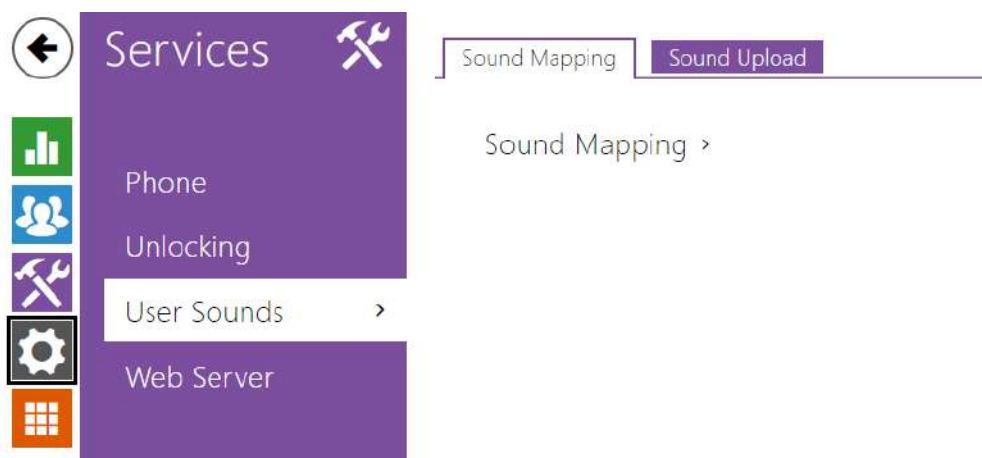 Services
Phone
Unlocking
User Sounds >
Web Server
Sound Mapping
Sound Upload
Sound Mapping >